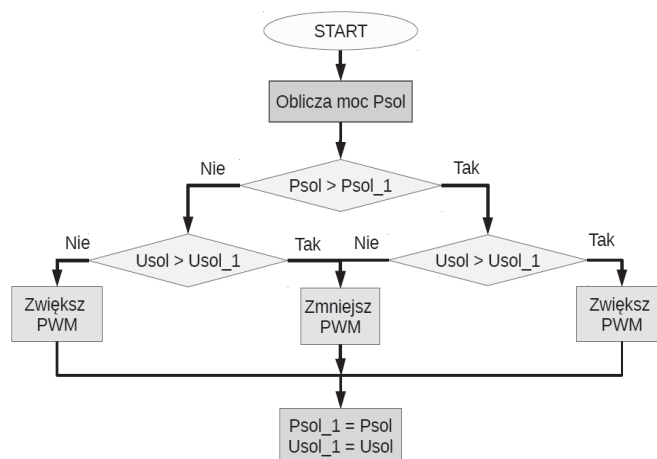 START
Oblicza moc Psol
Nie
Tak
Psol > Psol_1
Nie
Tak
Nie
Tak
Usol > Usol_1
Usol > Usol_1
Zwiększ
PWM
Zmniejsz
PWM
Zwiększ
PWM
Psol_1 = Psol
Usol_1 = Usol